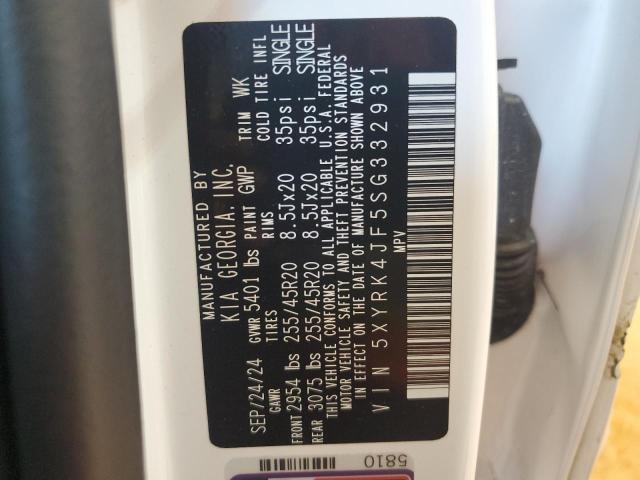 MANUFACTURED BY
KIA GEORGIA, INC.
SEP/24/24 GVWR 5401 lbs PAINT GWP TRIM WK
GAWR TIRES RIMS COLD TIRE INFL
FRONT 2954 lbs 255/45R20 8.5Jx20 35psi SINGLE
REAR 3075 lbs 255/45R20 8.5Jx20 35psi SINGLE
THIS VEHICLE CONFORMS TO ALL APPLICABLE U.S.A. FEDERAL
MOTOR VEHICLE SAFETY AND THEFT PREVENTION STANDARDS
IN EFFECT ON THE DATE OF MANUFACTURE SHOWN ABOVE
VIN 5XYRK4JF5SG332931
MPV
5810